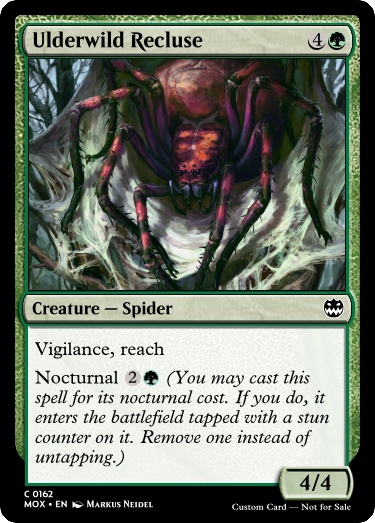 Ulderwild Recluse 4
Creature — Spider
Vigilance, reach
Nocturnal 2 (You may cast this
spell for its nocturnal cost. If you do, it
enters the battlefield tapped with a stun
counter on it. Remove one instead of
untapping.)
4/4
C 0162
MOX • EN Markus Neidel
Custom Card — Not for Sale